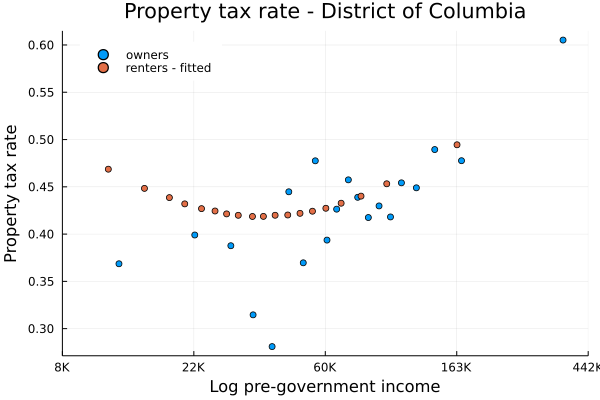 Property tax rate - District of Columbia
owners
renters - fitted
Property tax rate
0.60
0.55
0.50
0.45
0.40
0.35
0.30
8K 22K 60K 163K 442K
Log pre-government income